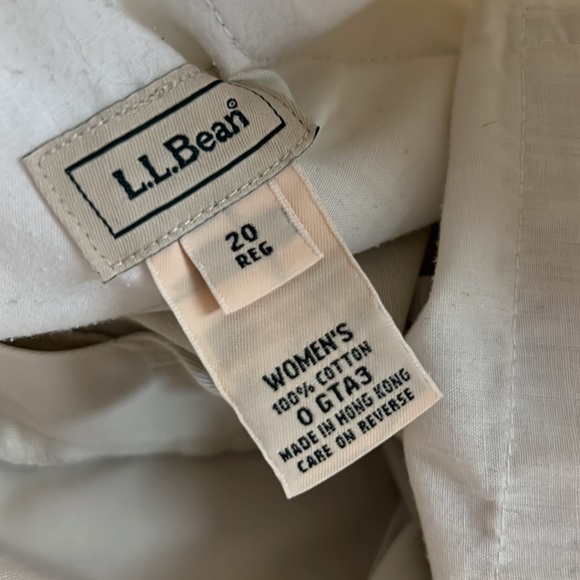 L.L.Bean®
20
REG
WOMEN'S
100% COTTON
0 GTA3
MADE IN HONG KONG
CARE ON REVERSE